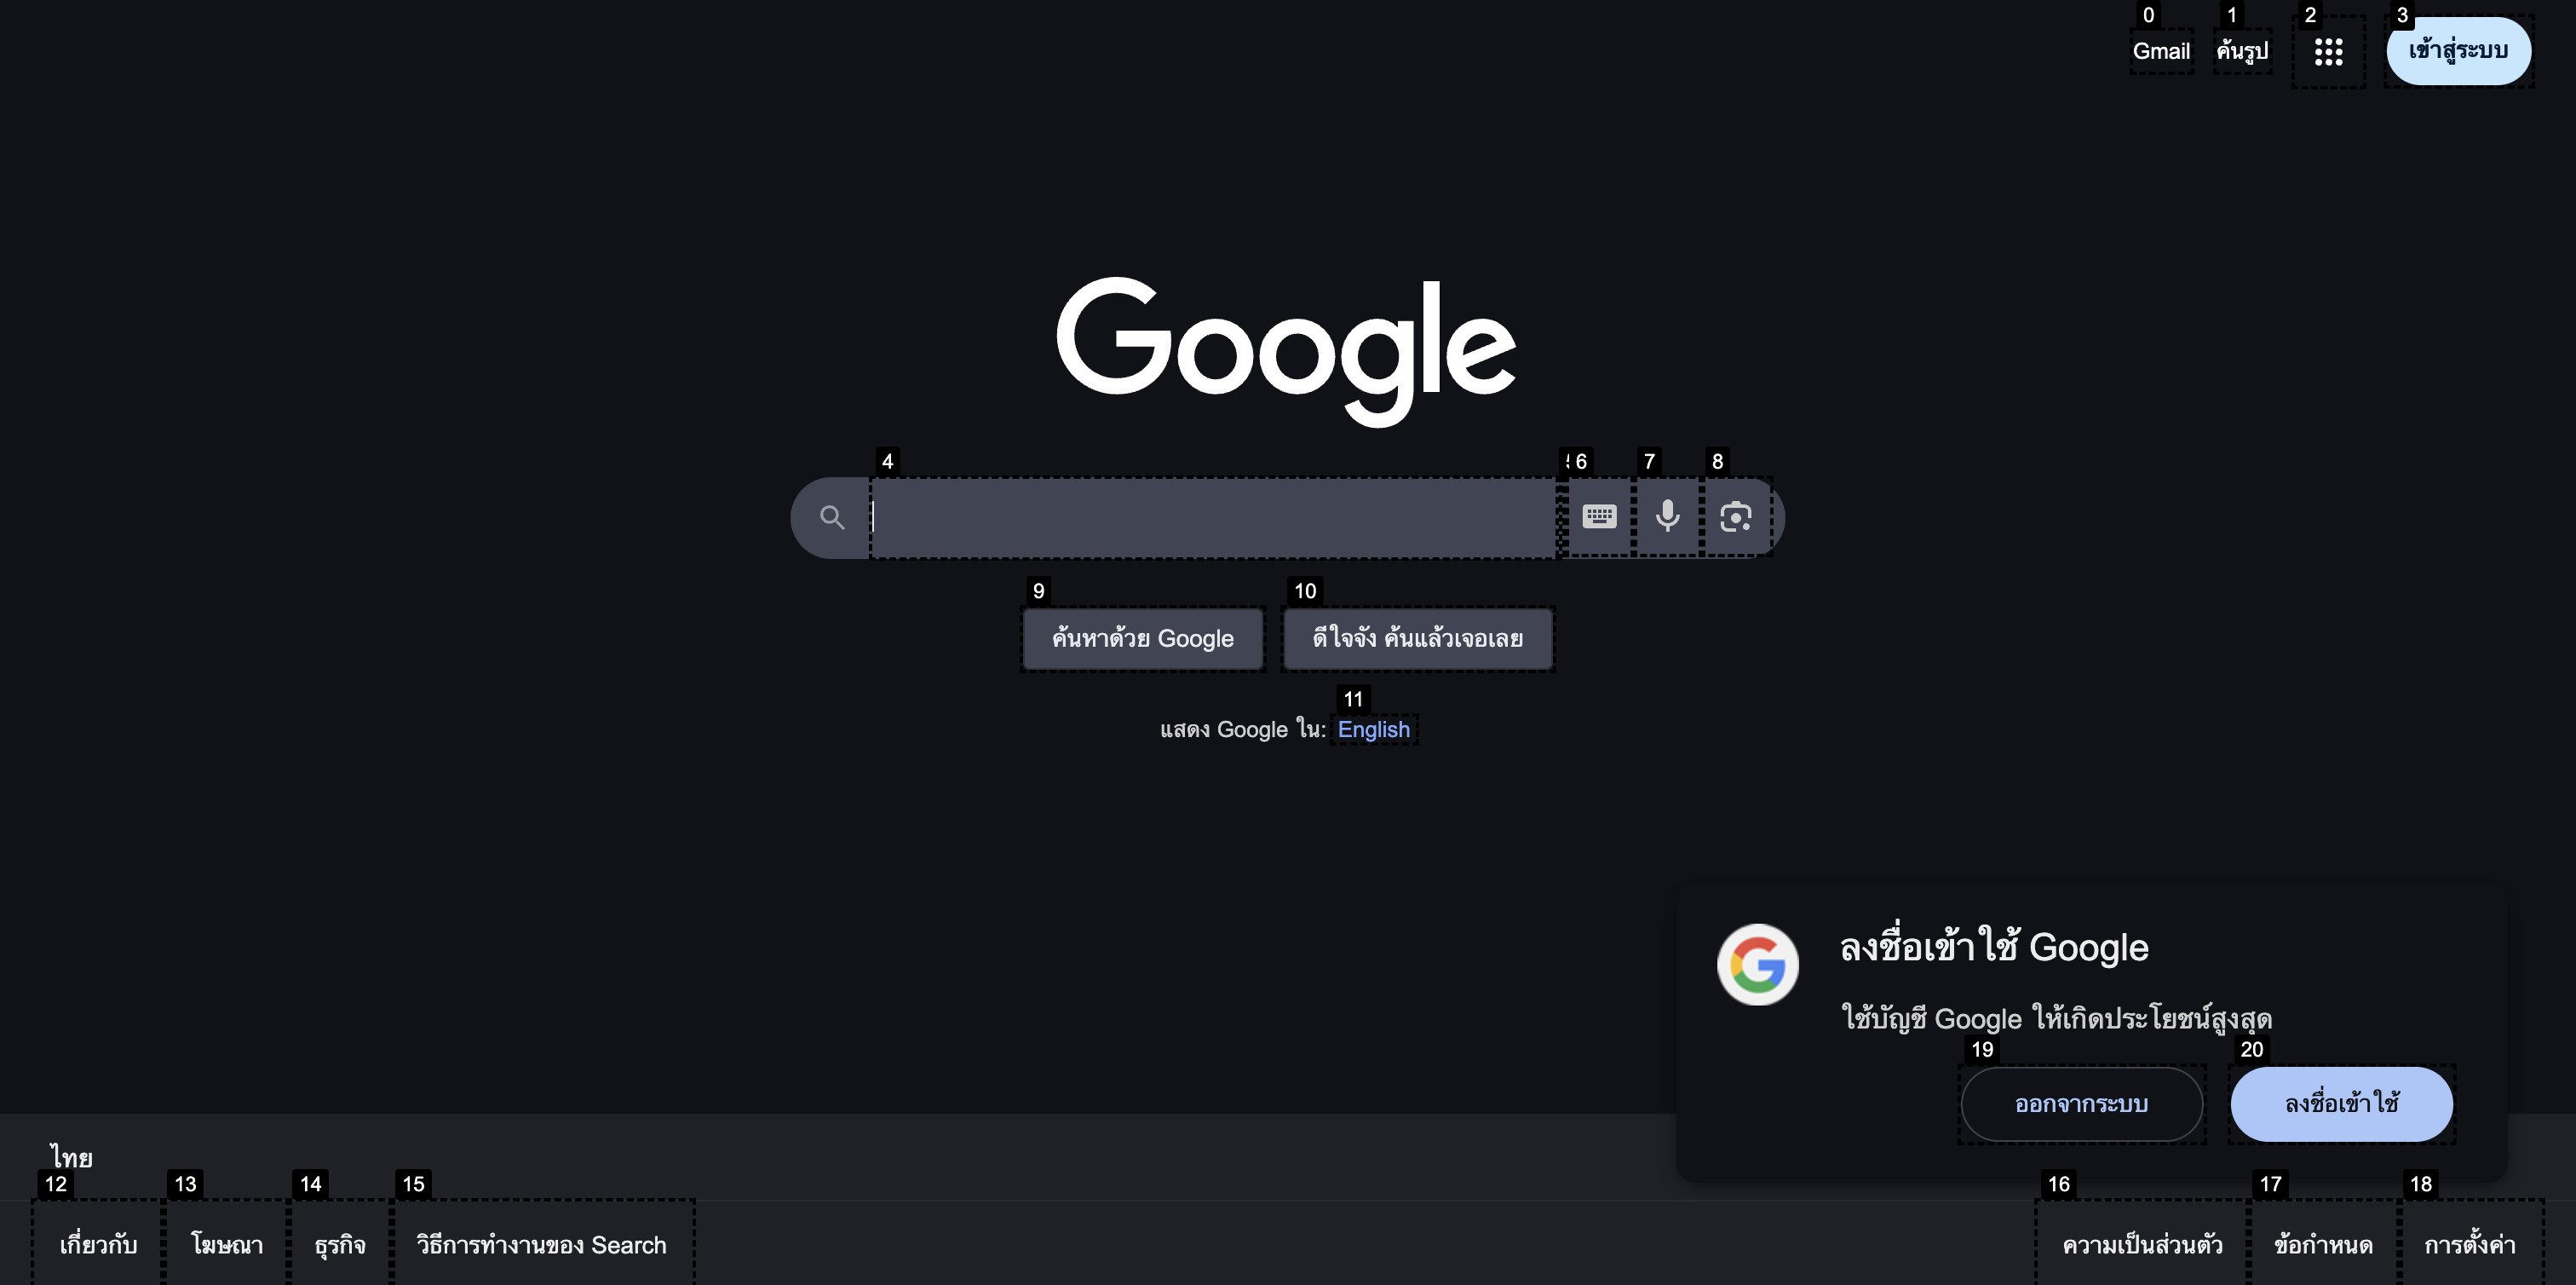 0 1 2 3
Gmail ค้นรูป เข้าสู่ระบบ
Google
4 6 7 8
9 10
ค้นหาด้วย Google ดีใจจัง ค้นแล้วเจอเลย
11
แสดง Google ใน: English
ลงชื่อเข้าใช้ Google
ใช้บัญชี Google ให้เกิดประโยชน์สูงสุด
19 20
ออกจากระบบ ลงชื่อเข้าใช้
ไทย
12 13 14 15 16 17 18
เกี่ยวกับ โฆษณา ธุรกิจ วิธีการทำงานของ Search ความเป็นส่วนตัว ข้อกำหนด การตั้งค่า